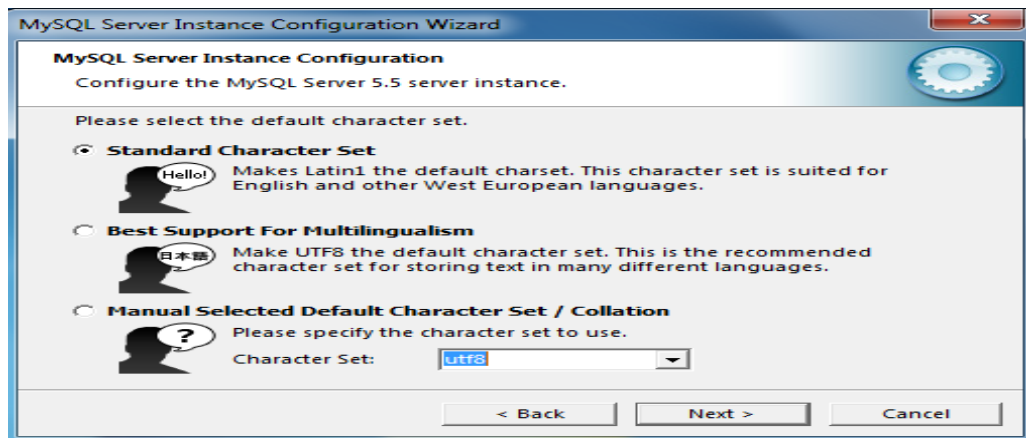 MySQL Server Instance Configuration Wizard
MySQL Server Instance Configuration
Configure the MySQL Server 5.5 server instance.
Please select the default character set.
Standard Character Set
Hello!
Makes Latin1 the default charset. This character set is suited for
English and other West European languages.
Best Support For Multilingualism
日本語
Make UTF8 the default character set. This is the recommended
character set for storing text in many different languages.
Manual Selected Default Character Set / Collation
?
Please specify the character set to use.
Character Set:
utf8
< Back
Next >
Cancel